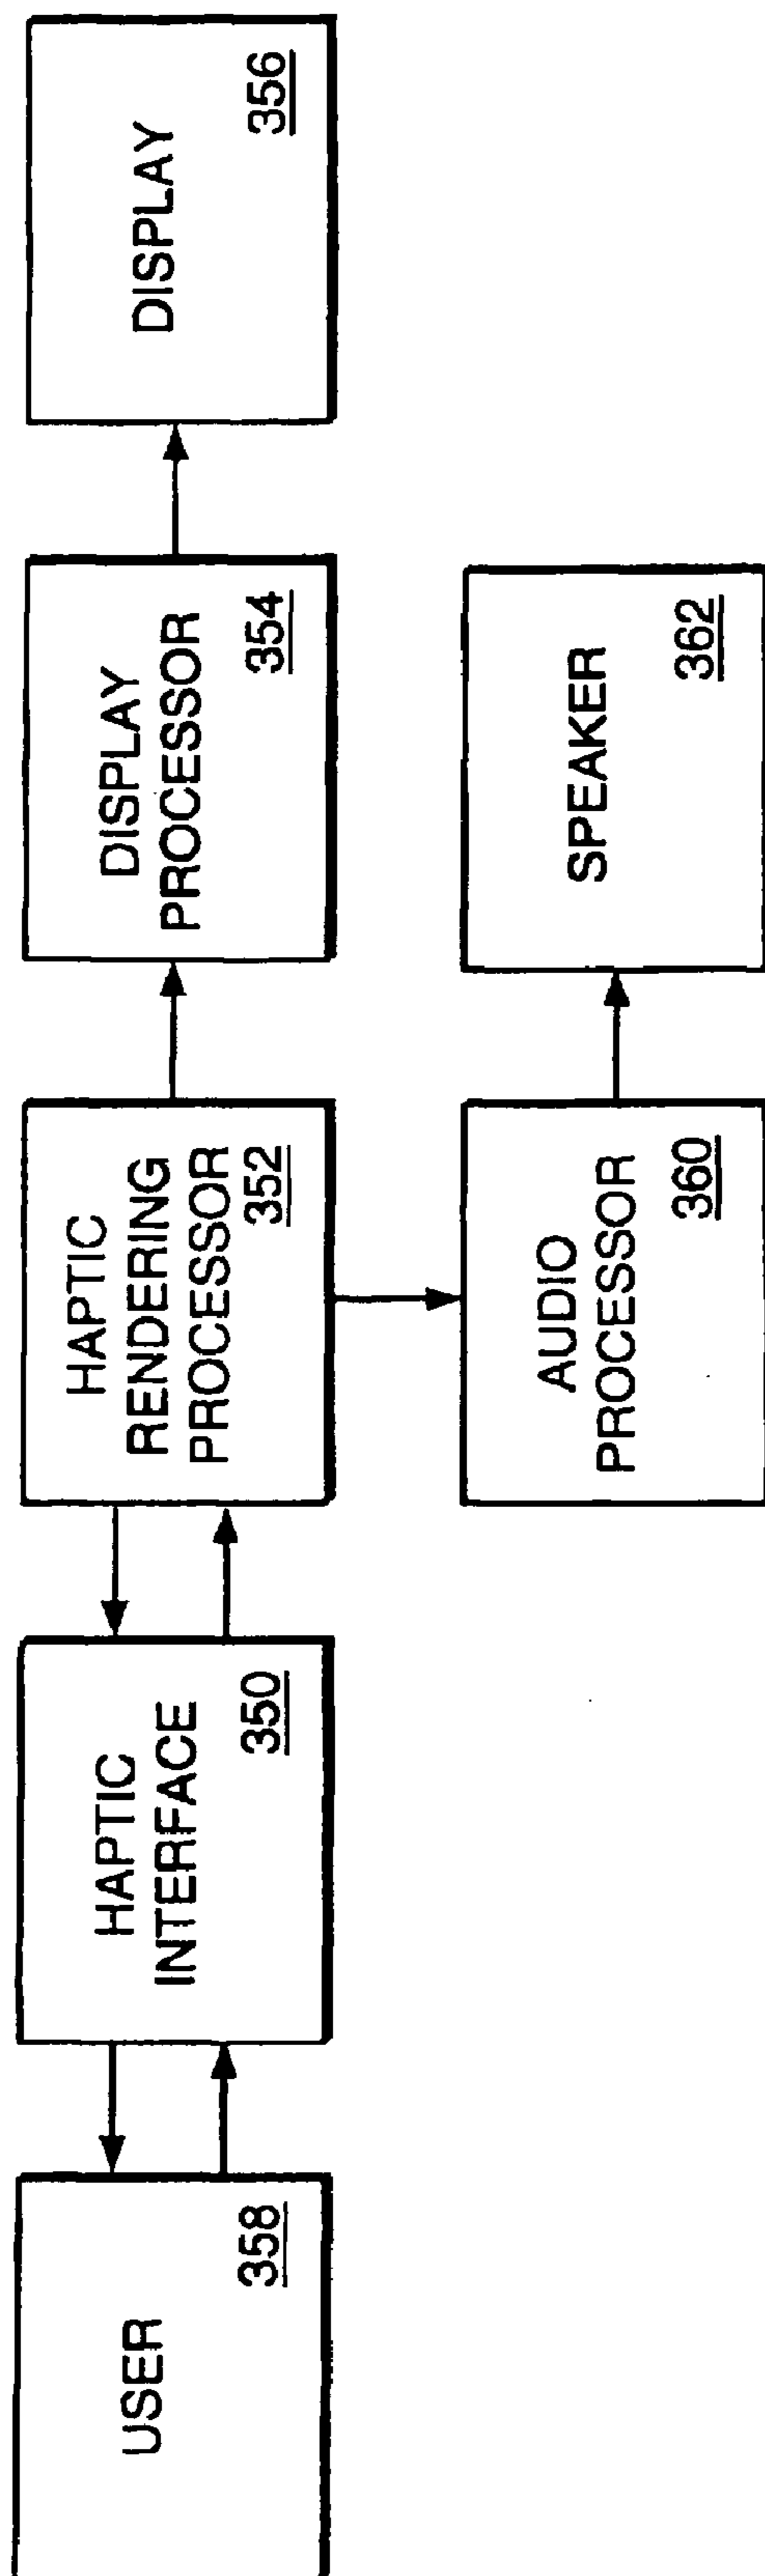 USER
358
HAPTIC
INTERFACE
350
HAPTIC
RENDERING
PROCESSOR
352
DISPLAY
PROCESSOR
354
DISPLAY
356
AUDIO
PROCESSOR
360
SPEAKER
362